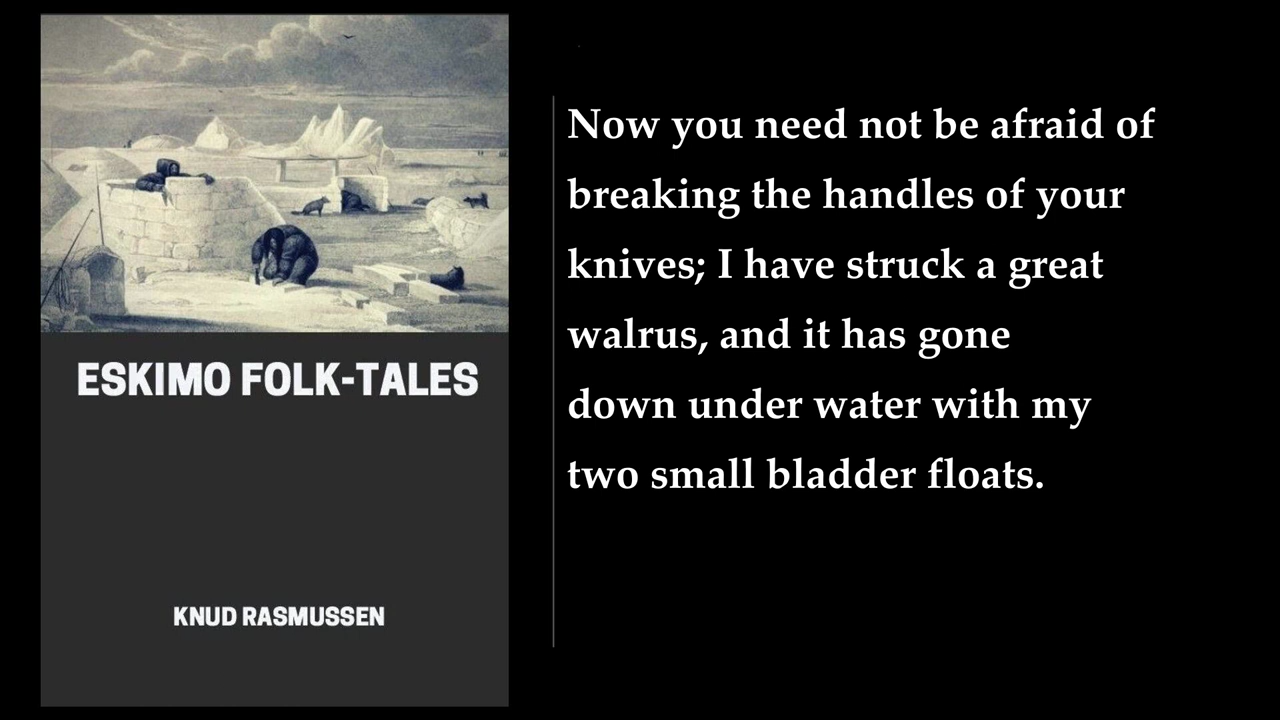 ESKIMO FOLK-TALES
KNUD RASMUSSEN
Now you need not be afraid of
breaking the handles of your
knives; I have struck a great
walrus, and it has gone
down under water with my
two small bladder floats.